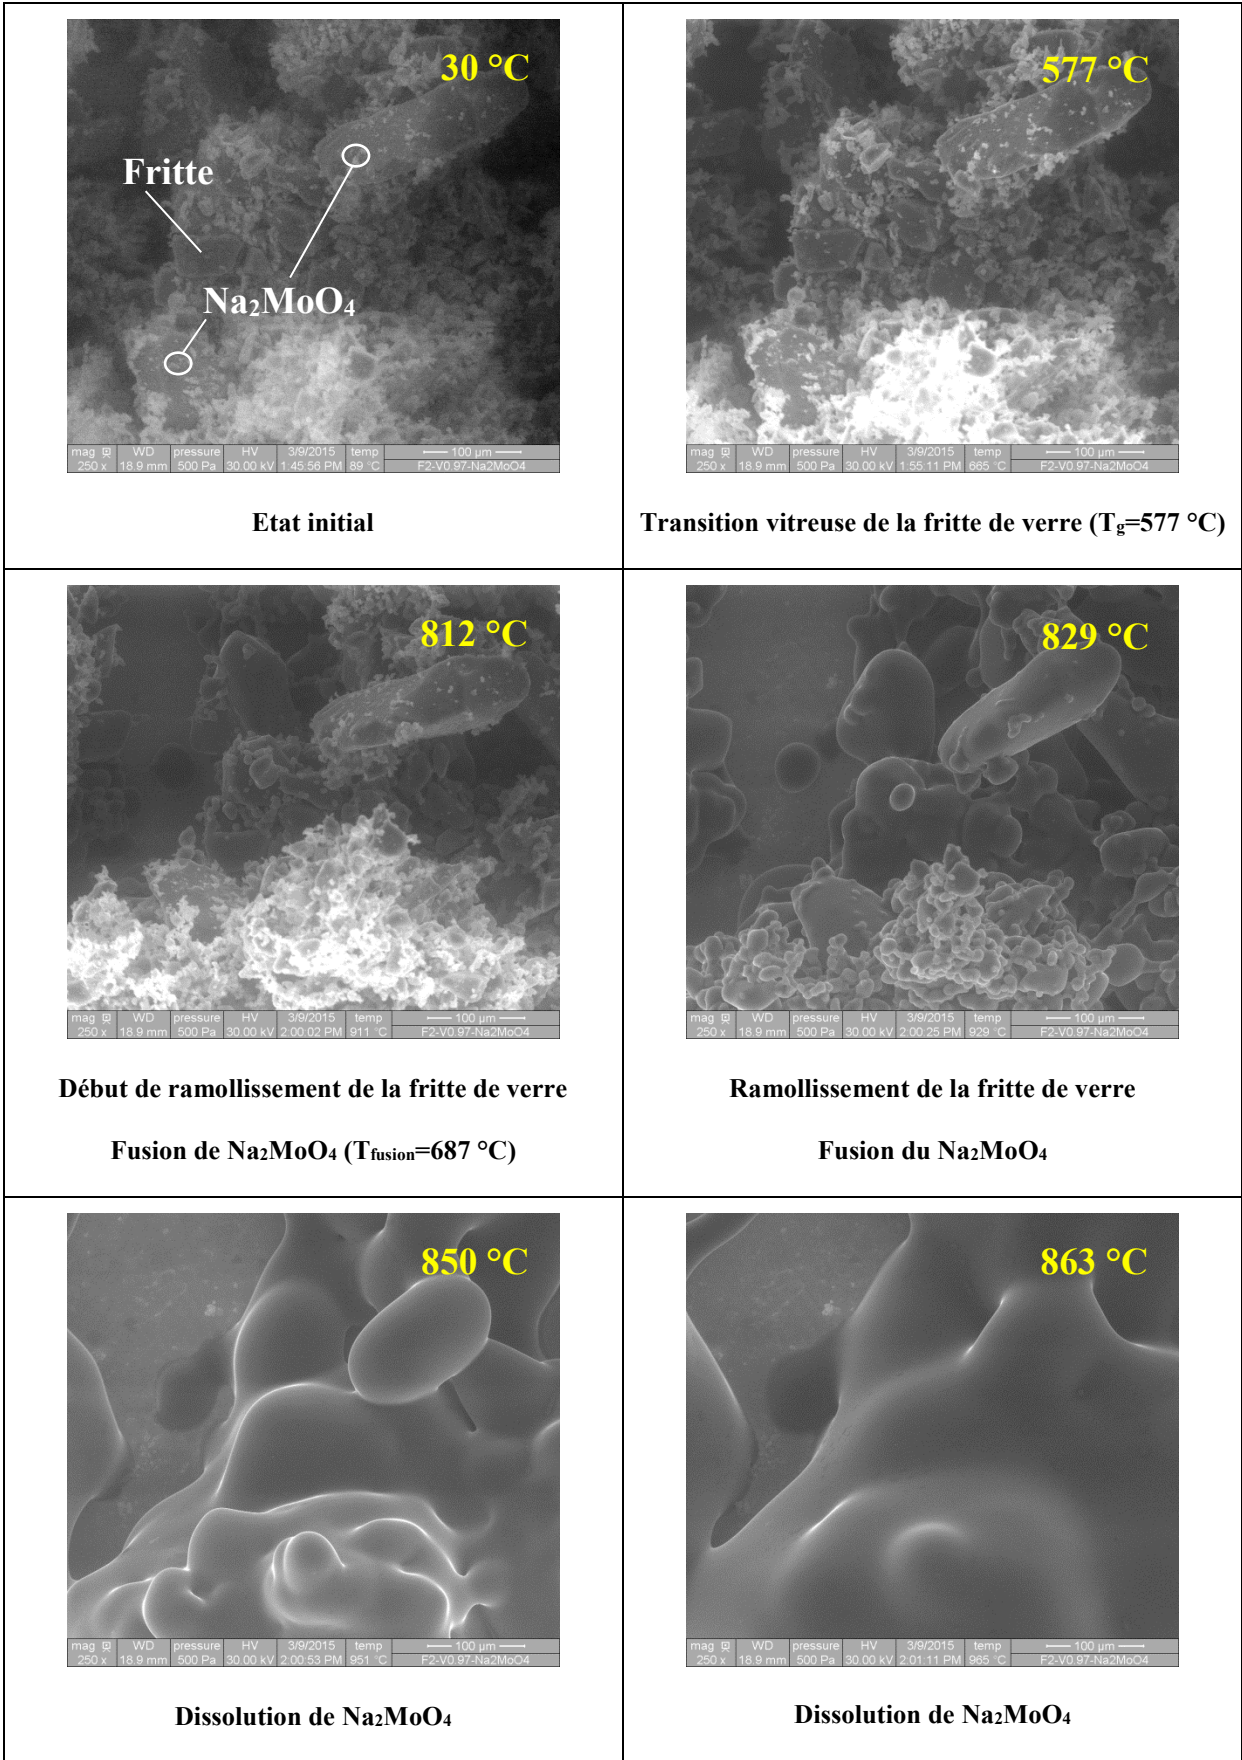 30 °C
Fritte
Na₂MoO₄
mag WD pressure HV 3/9/2015 temp 100 µm
250 x 18.9 mm 500 Pa 30.00 kV 1:45:56 PM 89 °C F2-V0.97-Na2MoO4
Etat initial
577 °C
mag WD pressure HV 3/9/2015 temp 100 µm
250 x 18.9 mm 500 Pa 30.00 kV 1:55:11 PM 665 °C F2-V0.97-Na2MoO4
Transition vitreuse de la fritte de verre (Tg=577 °C)
812 °C
mag WD pressure HV 3/9/2015 temp 100 µm
250 x 18.9 mm 500 Pa 30.00 kV 2:00:02 PM 911 °C F2-V0.97-Na2MoO4
Début de ramollissement de la fritte de verre
Fusion de Na₂MoO₄ (Tfusion=687 °C)
829 °C
mag WD pressure HV 3/9/2015 temp 100 µm
250 x 18.9 mm 500 Pa 30.00 kV 2:00:25 PM 929 °C F2-V0.97-Na2MoO4
Ramollissement de la fritte de verre
Fusion du Na₂MoO₄
850 °C
mag WD pressure HV 3/9/2015 temp 100 µm
250 x 18.9 mm 500 Pa 30.00 kV 2:00:53 PM 951 °C F2-V0.97-Na2MoO4
Dissolution de Na₂MoO₄
863 °C
mag WD pressure HV 3/9/2015 temp 100 µm
250 x 18.9 mm 500 Pa 30.00 kV 2:01:11 PM 965 °C F2-V0.97-Na2MoO4
Dissolution de Na₂MoO₄